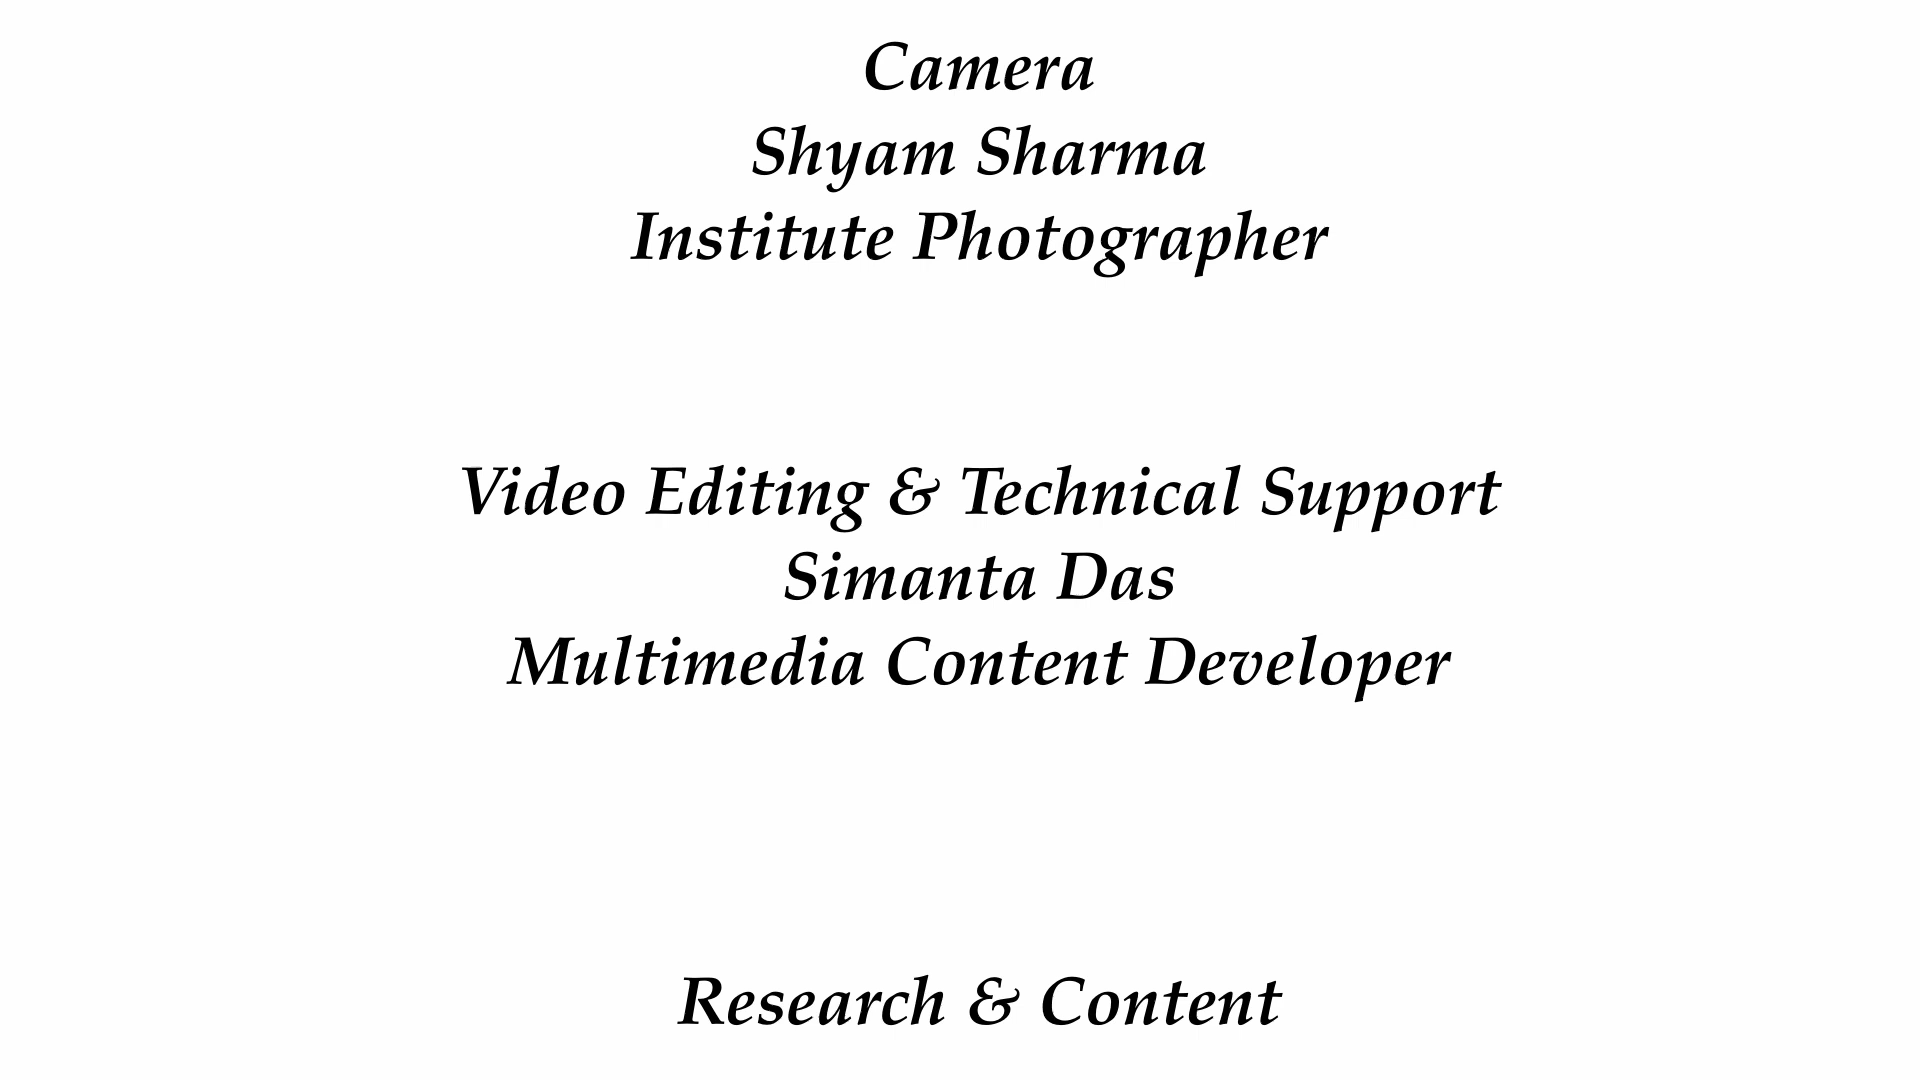 Camera
Shyam Sharma
Institute Photographer
Video Editing & Technical Support
Simanta Das
Multimedia Content Developer
Research & Content